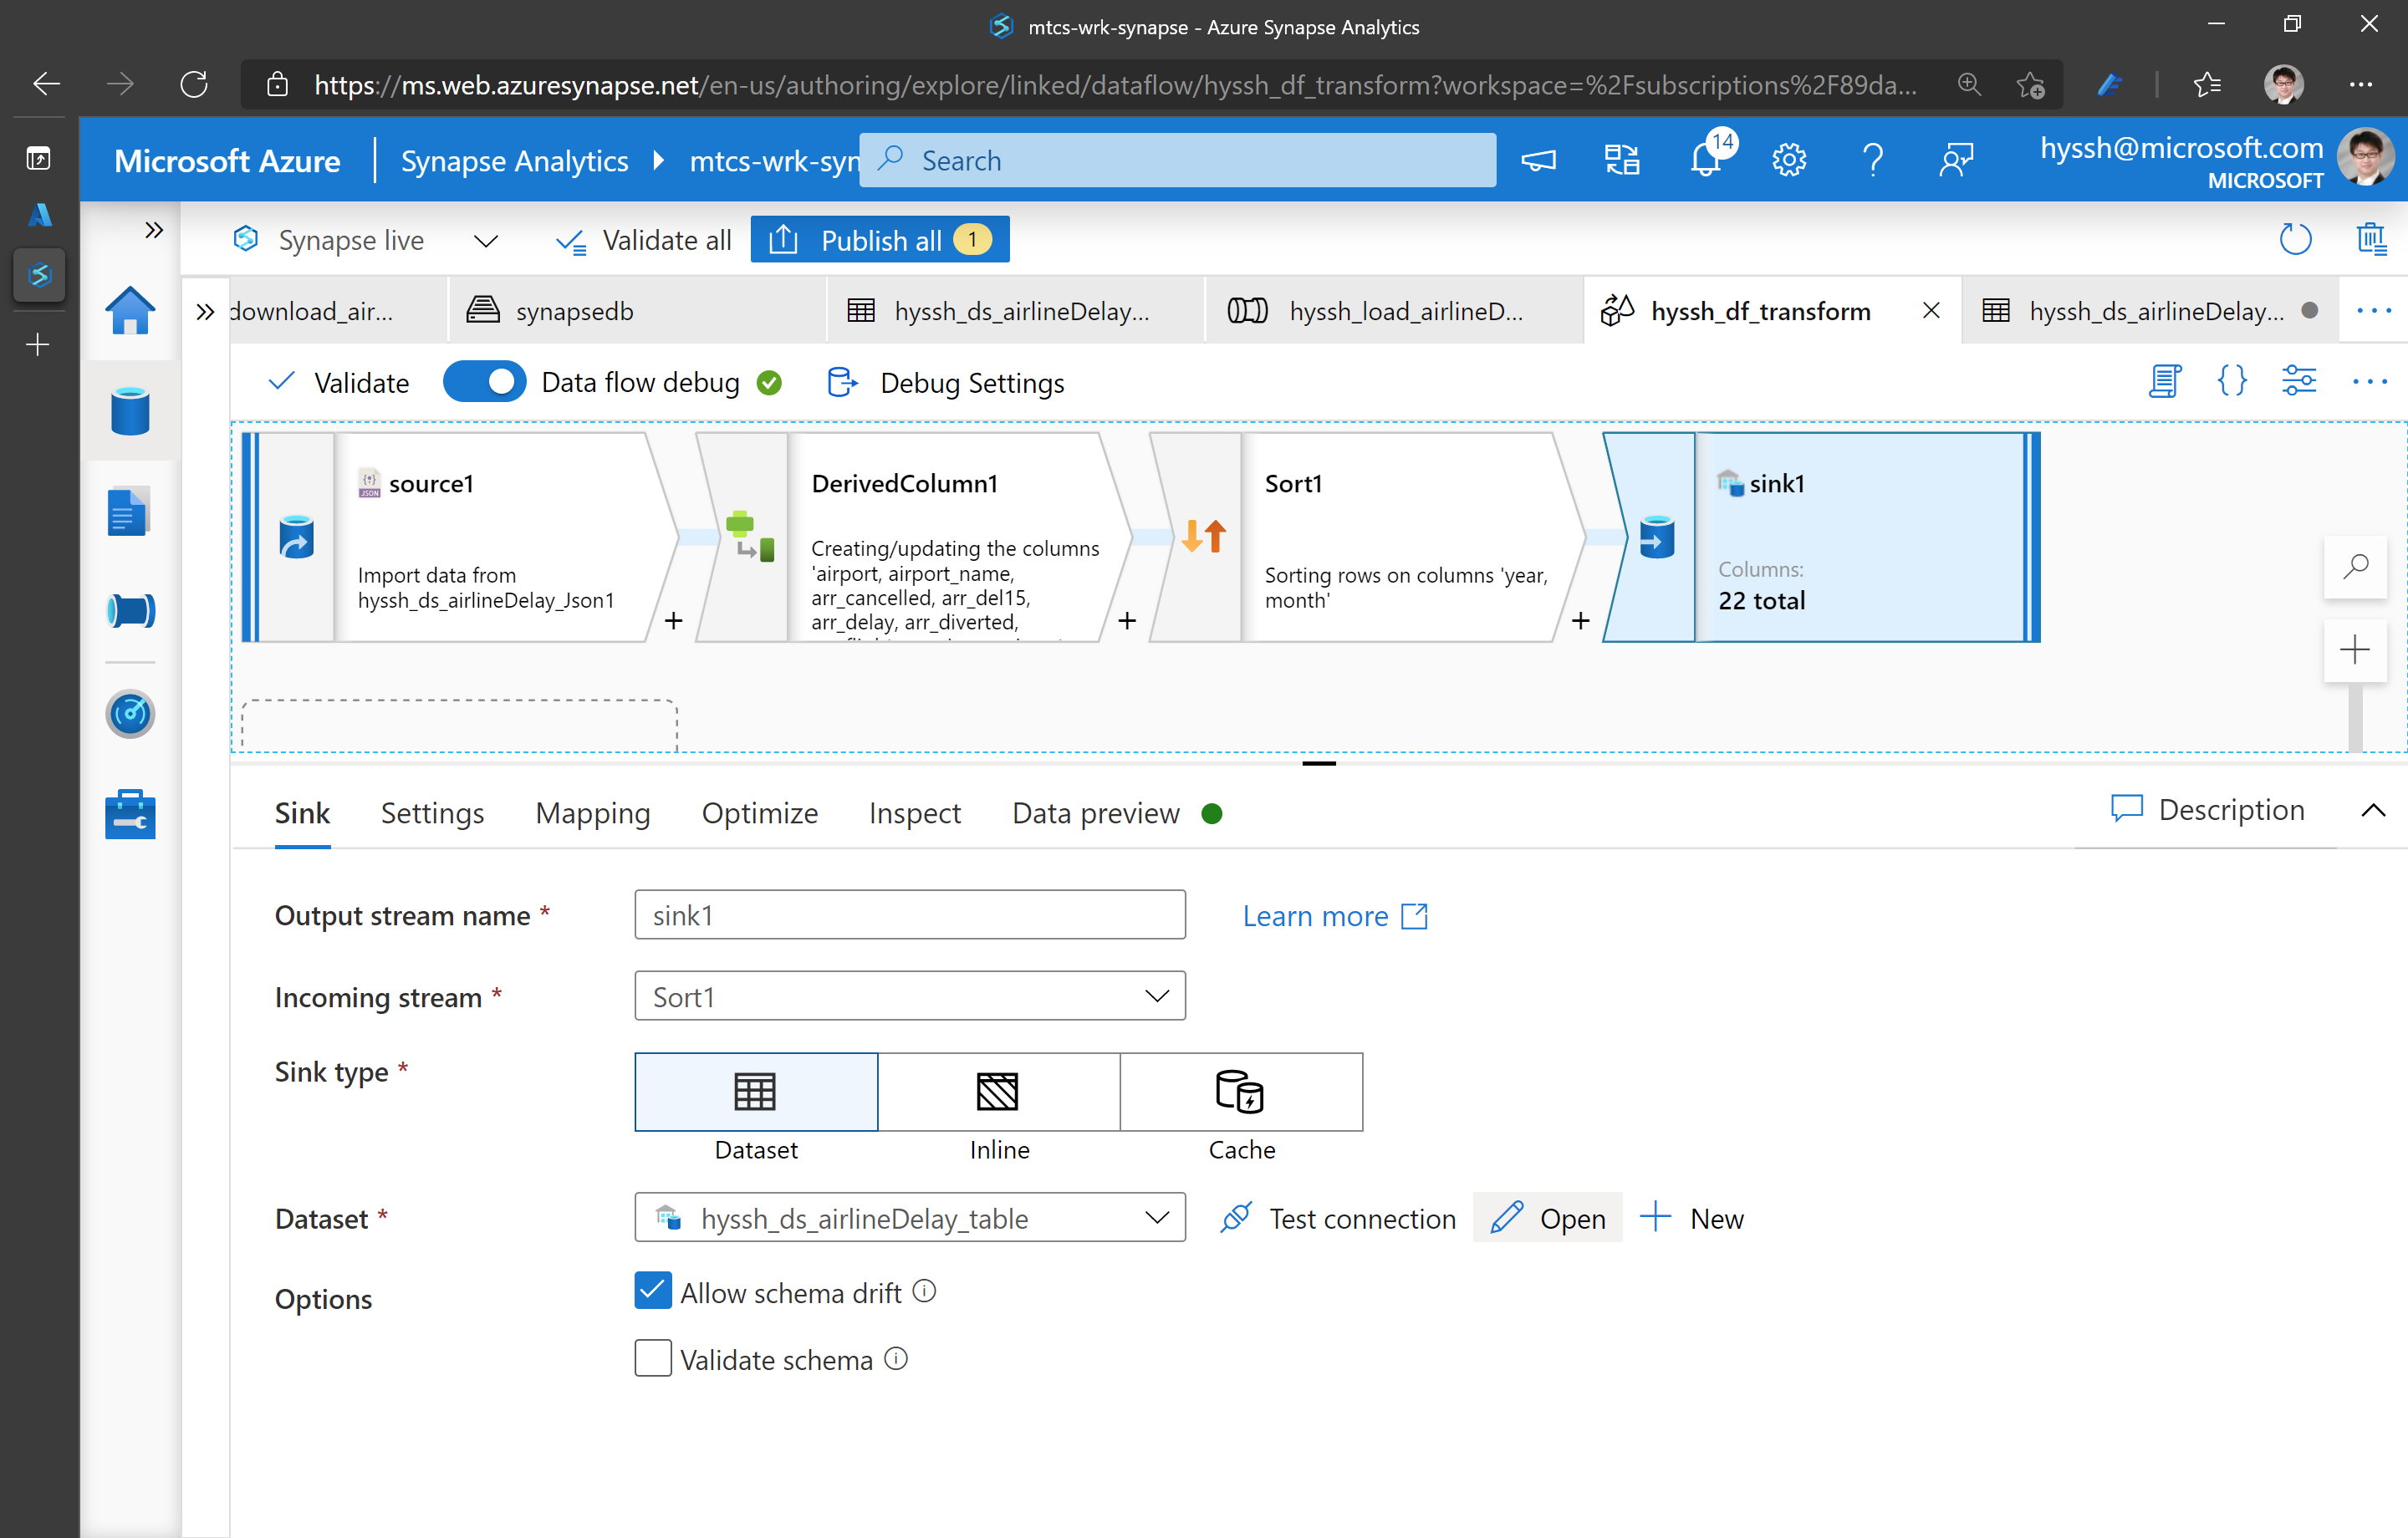 mtcs-wrk-synapse - Azure Synapse Analytics
https://ms.web.azuresynapse.net/en-us/authoring/explore/linked/dataflow/hyssh_df_transform?workspace=%2Fsubscriptions%2F89da...
Microsoft Azure
Synapse Analytics
mtcs-wrk-syn
Search
14
hyssh@microsoft.com
MICROSOFT
Synapse live
Validate all
Publish all
1
download_air...
synapsedb
hyssh_ds_airlineDelay...
hyssh_load_airlineD...
hyssh_df_transform
hyssh_ds_airlineDelay...
Validate
Data flow debug
Debug Settings
JSON
source1
Import data from
hyssh_ds_airlineDelay_Json1
+
DerivedColumn1
Creating/updating the columns
'airport, airport_name,
arr_cancelled, arr_del15,
arr_delay, arr_diverted,
+
Sort1
Sorting rows on columns 'year,
month'
+
sink1
Columns:
22 total
Sink
Settings
Mapping
Optimize
Inspect
Data preview
Description
Output stream name *
sink1
Learn more
Incoming stream *
Sort1
Sink type *
Dataset
Inline
Cache
Dataset *
hyssh_ds_airlineDelay_table
Test connection
Open
New
Options
Allow schema drift
Validate schema